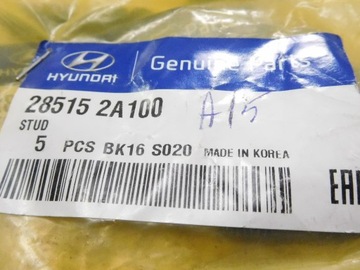 HYUNDAI
Genuine Parts
28515 2A100
A15
STUD
5 PCS BK16 S020 MADE IN KOREA
EAC